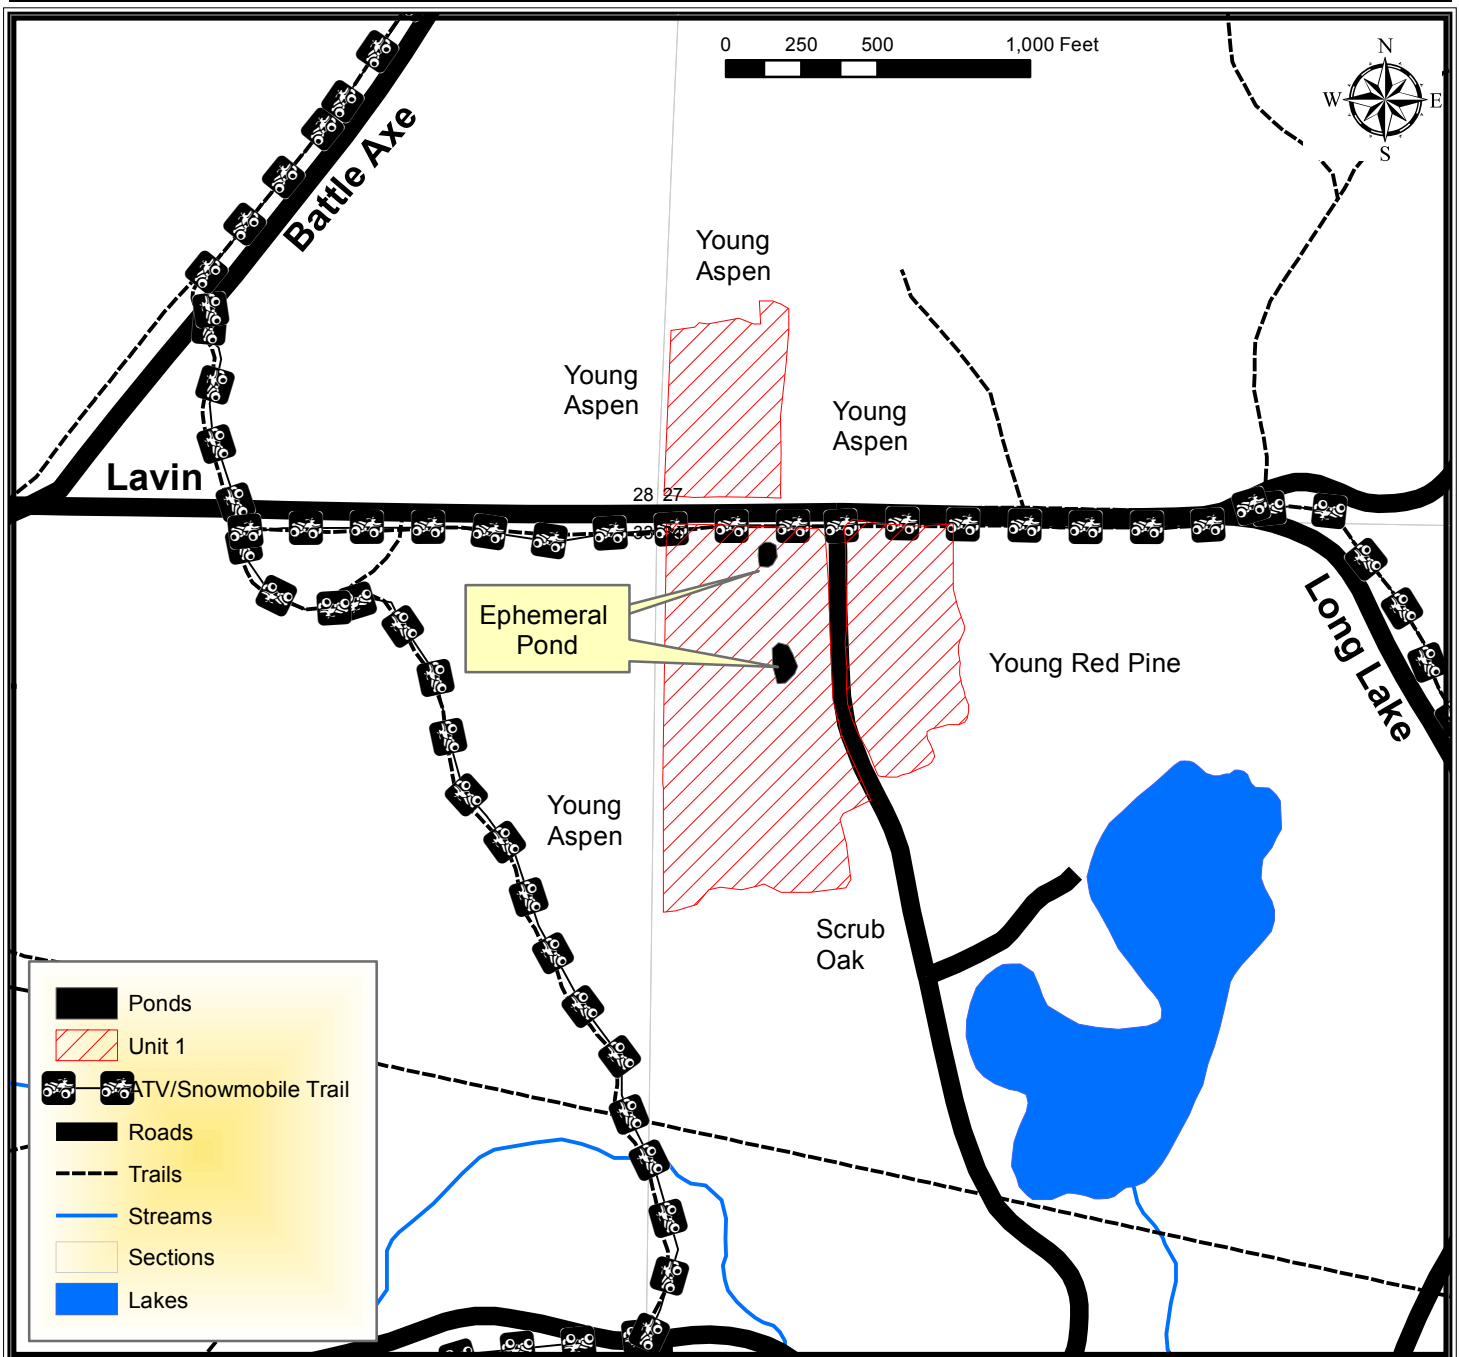 0 250 500 1,000 Feet
N
W E
S
Battle Axe
Young
Aspen
Young
Aspen
Young
Aspen
Lavin
28 27
Ephemeral
Pond
Long Lake
Young Red Pine
Young
Aspen
Scrub
Oak
Ponds
Unit 1
ATV/Snowmobile Trail
Roads
Trails
Streams
Sections
Lakes